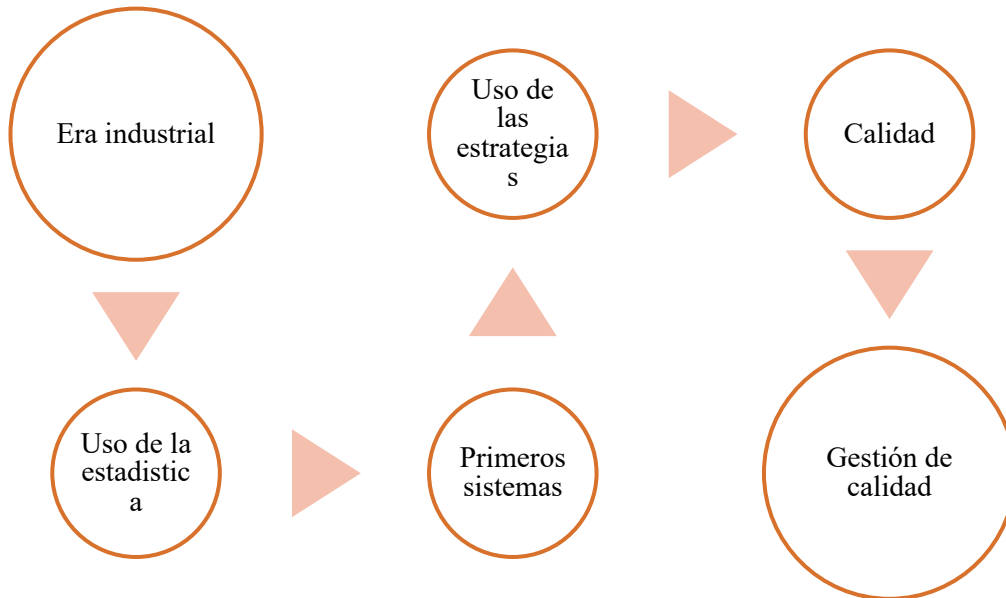 Era industrial
Uso de la
estadistic
a
Primeros
sistemas
Uso de
las
estrategia
s
Calidad
Gestión de
calidad